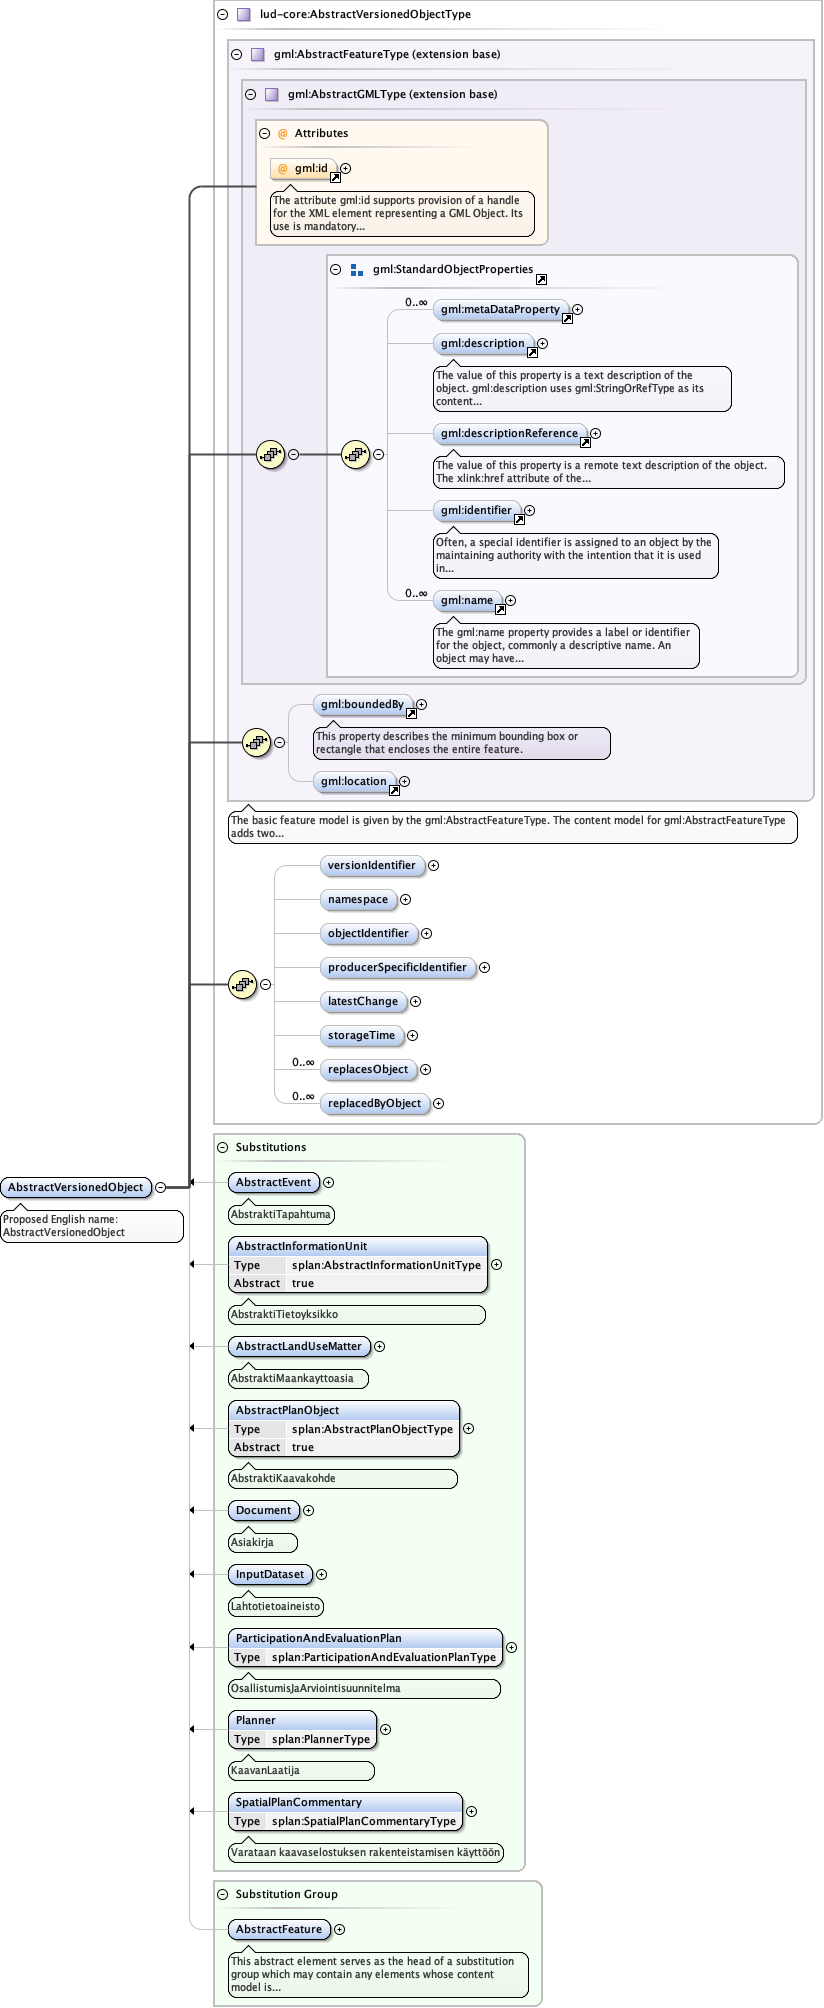 lud-core:AbstractVersionedObjectType
gml:AbstractFeatureType (extension base)
gml:AbstractGMLType (extension base)
@ Attributes
@ gml:id
The attribute gml:id supports provision of a handle
for the XML element representing a GML Object. Its
use is mandatory...
gml:StandardObjectProperties
0..∞
gml:metaDataProperty
gml:description
The value of this property is a text description of the
object. gml:description uses gml:StringOrRefType as its
content...
gml:descriptionReference
The value of this property is a remote text description of the object.
The xlink:href attribute of the...
gml:identifier
Often, a special identifier is assigned to an object by the
maintaining authority with the intention that it is used
in...
0..∞
gml:name
The gml:name property provides a label or identifier
for the object, commonly a descriptive name. An
object may have...
gml:boundedBy
This property describes the minimum bounding box or
rectangle that encloses the entire feature.
gml:location
The basic feature model is given by the gml:AbstractFeatureType. The content model for gml:AbstractFeatureType
adds two...
versionIdentifier
namespace
objectIdentifier
producerSpecificIdentifier
latestChange
storageTime
0..∞
replacesObject
0..∞
replacedByObject
AbstractVersionedObject
Proposed English name:
AbstractVersionedObject
Substitutions
AbstractEvent
AbstraktiTapahtuma
AbstractInformationUnit
Type splan:AbstractInformationUnitType
Abstract true
AbstraktiTietoyksikko
AbstractLandUseMatter
AbstraktiMaankayttoasia
AbstractPlanObject
Type splan:AbstractPlanObjectType
Abstract true
AbstraktiKaavakohde
Document
Asiakirja
InputDataset
Lahtotietoaineisto
ParticipationAndEvaluationPlan
Type splan:ParticipationAndEvaluationPlanType
OsallistumisJaArviointisuunnitelma
Planner
Type splan:PlannerType
KaavanLaatija
SpatialPlanCommentary
Type splan:SpatialPlanCommentaryType
Varataan kaavaselostuksen rakenteistamisen käyttöön
Substitution Group
AbstractFeature
This abstract element serves as the head of a substitution
group which may contain any elements whose content
model is...